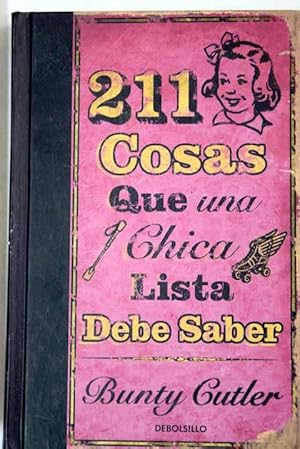 211
Cosas
Que una
Chica
Lista
Debe Saber
Bunty Cutler
DEBOLSILLO